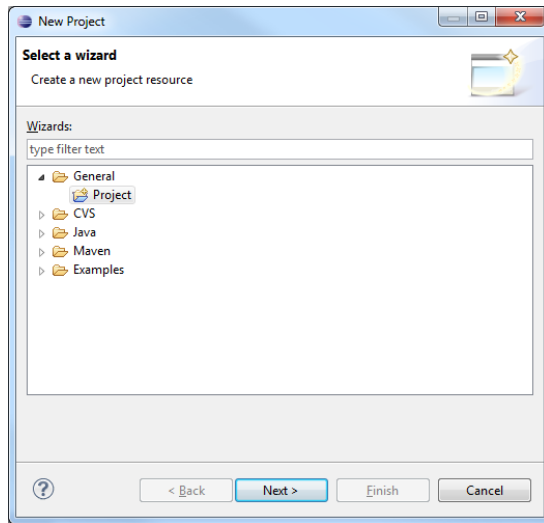 New Project
Select a wizard
Create a new project resource
Wizards:
type filter text
General
Project
CVS
Java
Maven
Examples
? < Back Next > Finish Cancel